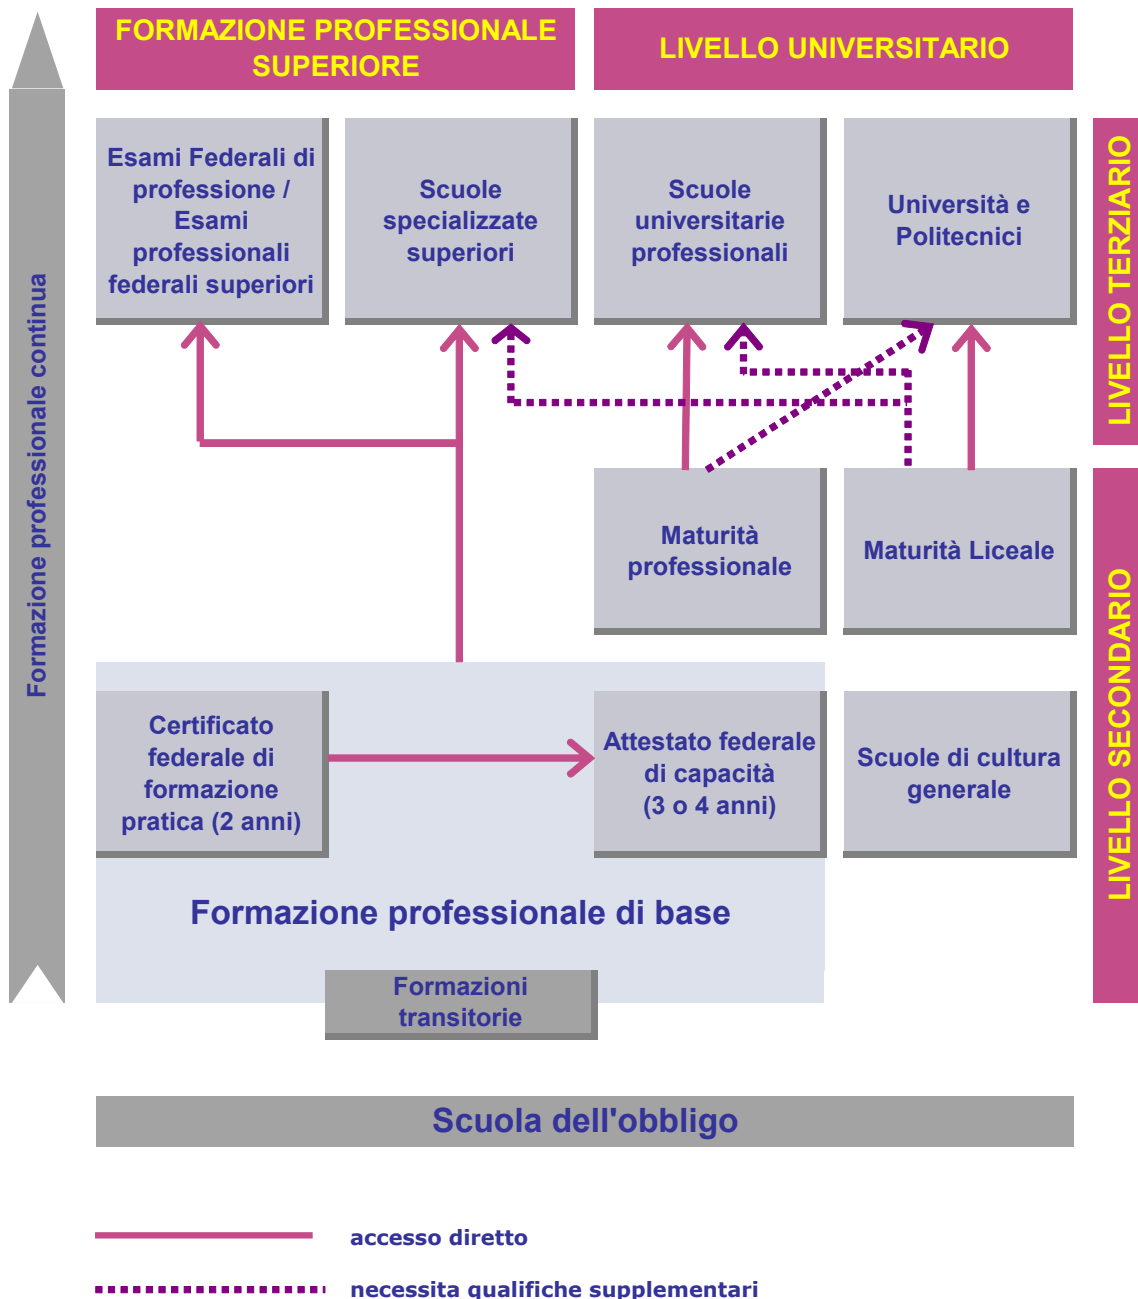 FORMAZIONE PROFESSIONALE
SUPERIORE
LIVELLO UNIVERSITARIO
Esami Federali di
professione /
Esami
professionali
federali superiori
Scuole
specializzate
superiori
Scuole
universitarie
professionali
Università e
Politecnici
LIVELLO TERZIARIO
Formazione professionale continua
Maturità
professionale
Maturità Liceale
LIVELLO SECONDARIO
Certificato
federale di
formazione
pratica (2 anni)
Attestato federale
di capacità
(3 o 4 anni)
Scuole di cultura
generale
Formazione professionale di base
Formazioni
transitorie
Scuola dell'obbligo
accesso diretto
necessita qualifiche supplementari